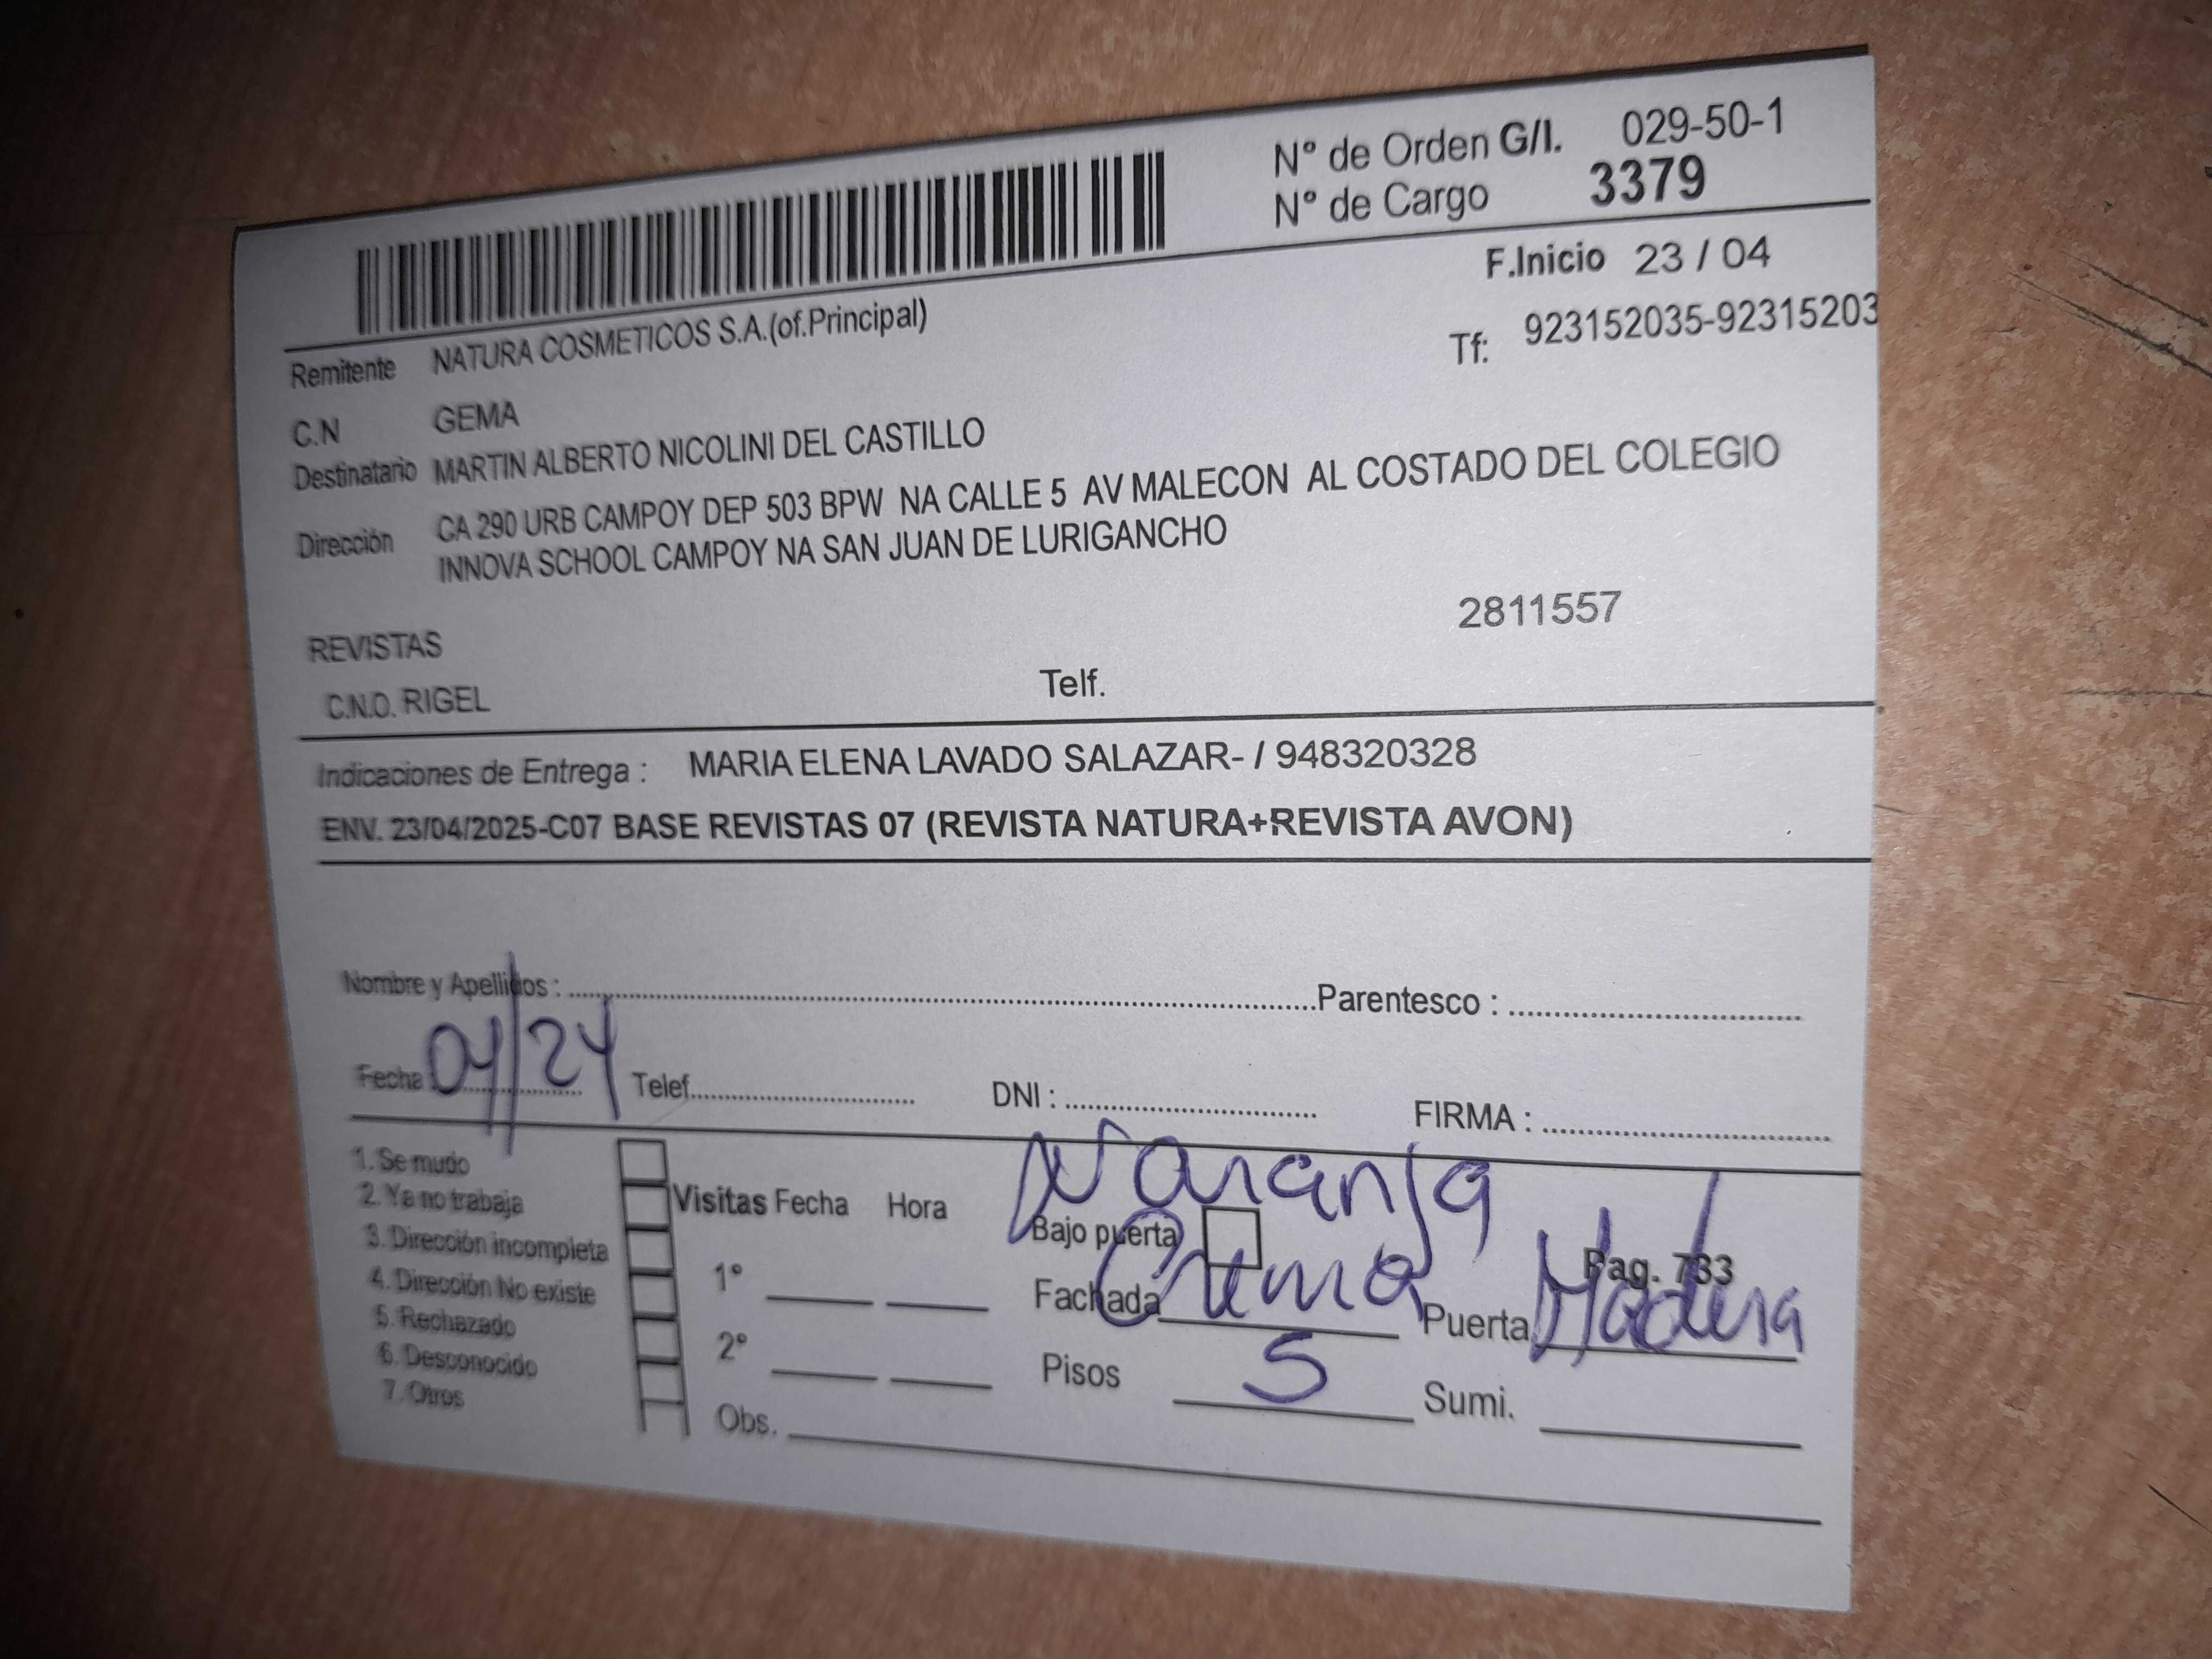 Nº de Orden G/I. 029-50-1
Nº de Cargo 3379
F.Inicio 23 / 04
Remitente NATURA COSMETICOS S.A.(of.Principal)
Tf: 923152035-92315203
C.N GEMA
Destinatario MARTIN ALBERTO NICOLINI DEL CASTILLO
Dirección CA 290 URB CAMPOY DEP 503 BPW NA CALLE 5 AV MALECON AL COSTADO DEL COLEGIO
INNOVA SCHOOL CAMPOY NA SAN JUAN DE LURIGANCHO
2811557
REVISTAS
C.N.O. RIGEL Telf.
Indicaciones de Entrega : MARIA ELENA LAVADO SALAZAR- / 948320328
ENV. 23/04/2025-C07 BASE REVISTAS 07 (REVISTA NATURA+REVISTA AVON)
Nombre y Apellidos : Parentesco :
Fecha : 04/24 Telef. DNI : FIRMA :
1. Se mudo
2. Ya no trabaja
3. Dirección incompleta
4. Dirección No existe
5. Rechazado
6. Desconocido
7. Otros
Visitas Fecha Hora
1º
2º
Obs.
Naranja
Bajo puerta
Pag. 733
Fachada Crema Puerta Madera
Pisos 5 Sumi.